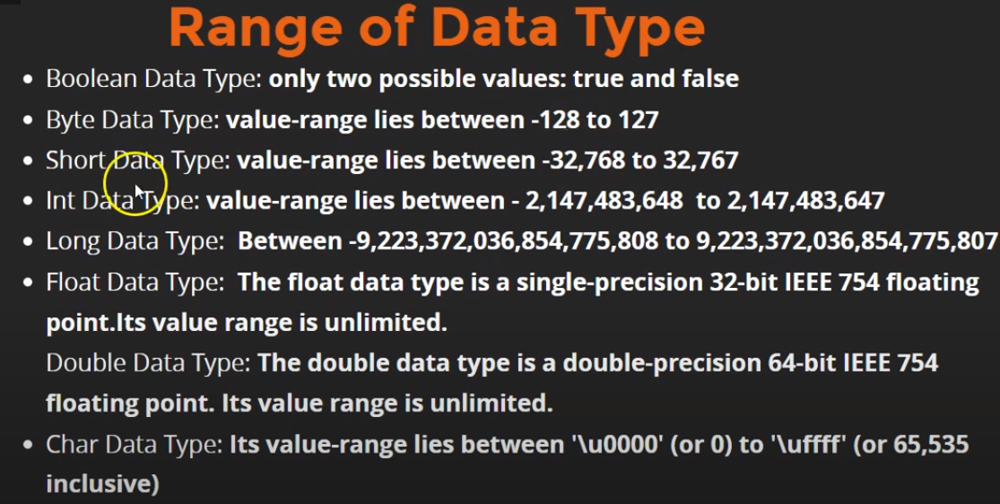 Range of Data Type
• Boolean Data Type: only two possible values: true and false
• Byte Data Type: value-range lies between -128 to 127
• Short Data Type: value-range lies between -32,768 to 32,767
• Int Data Type: value-range lies between - 2,147,483,648  to 2,147,483,647
• Long Data Type:  Between -9,223,372,036,854,775,808 to 9,223,372,036,854,775,807
• Float Data Type:  The float data type is a single-precision 32-bit IEEE 754 floating
point.Its value range is unlimited.
Double Data Type: The double data type is a double-precision 64-bit IEEE 754
floating point. Its value range is unlimited.
• Char Data Type: Its value-range lies between '\u0000' (or 0) to '\uffff' (or 65,535
inclusive)